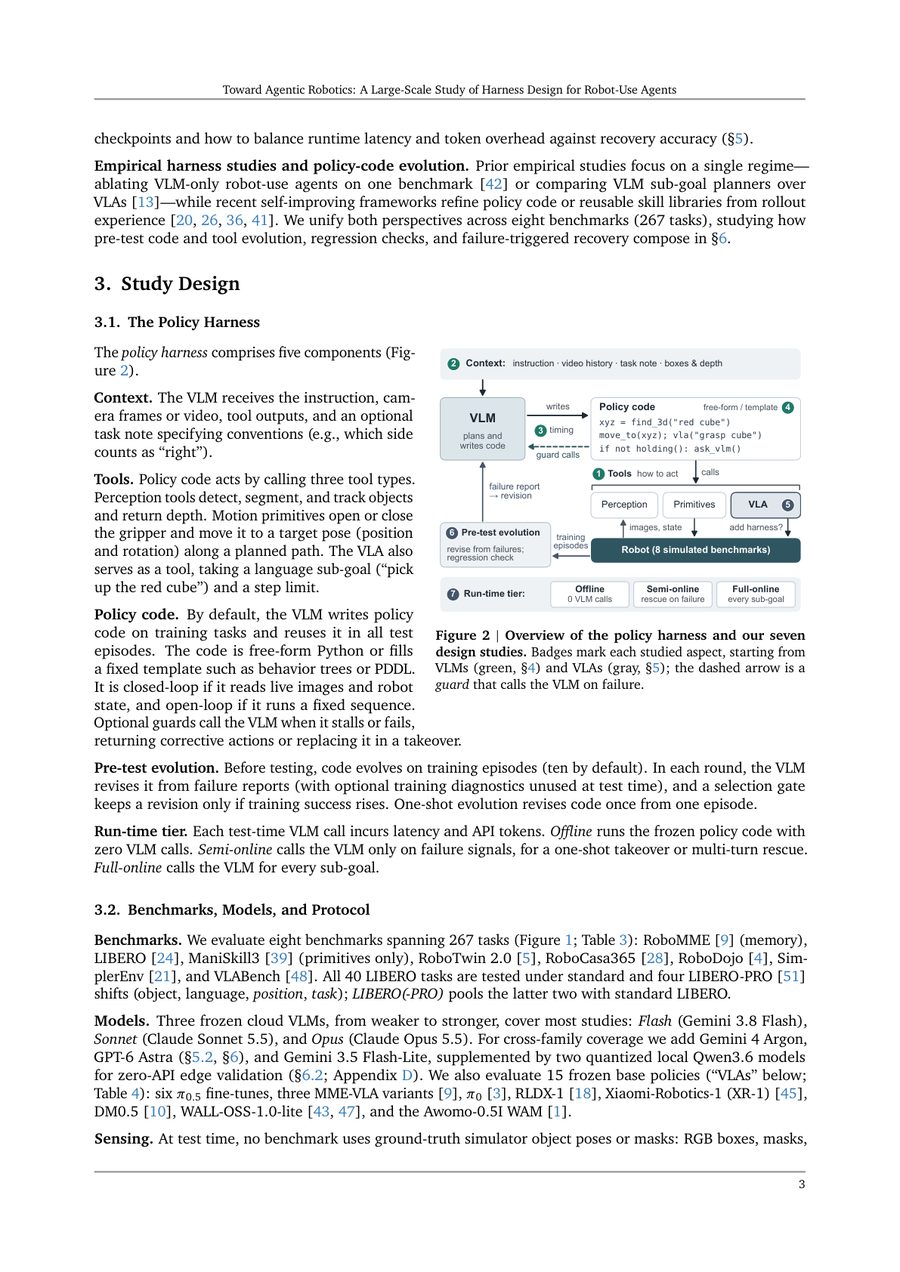 Toward Agentic Robotics: A Large-Scale Study of Harness Design for Robot-Use Agents
checkpoints and how to balance runtime latency and token overhead against recovery accuracy (§5).
Empirical harness studies and policy-code evolution. Prior empirical studies focus on a single regime—
ablating VLM-only robot-use agents on one benchmark [42] or comparing VLM sub-goal planners over
VLAs [13]—while recent self-improving frameworks refine policy code or reusable skill libraries from rollout
experience [20, 26, 36, 41]. We unify both perspectives across eight benchmarks (267 tasks), studying how
pre-test code and tool evolution, regression checks, and failure-triggered recovery compose in §6.
3. Study Design
3.1. The Policy Harness
The policy harness comprises five components (Fig-
ure 2).
Context. The VLM receives the instruction, cam-
era frames or video, tool outputs, and an optional
task note specifying conventions (e.g., which side
counts as “right”).
Tools. Policy code acts by calling three tool types.
Perception tools detect, segment, and track objects
and return depth. Motion primitives open or close
the gripper and move it to a target pose (position
and rotation) along a planned path. The VLA also
serves as a tool, taking a language sub-goal (“pick
up the red cube”) and a step limit.
Policy code. By default, the VLM writes policy
code on training tasks and reuses it in all test
episodes. The code is free-form Python or fills
a fixed template such as behavior trees or PDDL.
It is closed-loop if it reads live images and robot
state, and open-loop if it runs a fixed sequence.
Optional guards call the VLM when it stalls or fails,
returning corrective actions or replacing it in a takeover.
2 Context: instruction · video history · task note · boxes & depth
VLM
plans and
writes code
writes
3 timing
guard calls
Policy code free-form / template 4
xyz = find_3d("red cube")
move_to(xyz); vla("grasp cube")
if not holding(): ask_vlm()
1 Tools how to act
calls
failure report
→ revision
Perception Primitives VLA 5
images, state add harness?
6 Pre-test evolution
revise from failures;
regression check
training
episodes
Robot (8 simulated benchmarks)
7 Run-time tier:
Offline
0 VLM calls
Semi-online
rescue on failure
Full-online
every sub-goal
Figure 2 | Overview of the policy harness and our seven
design studies. Badges mark each studied aspect, starting from
VLMs (green, §4) and VLAs (gray, §5); the dashed arrow is a
guard that calls the VLM on failure.
Pre-test evolution. Before testing, code evolves on training episodes (ten by default). In each round, the VLM
revises it from failure reports (with optional training diagnostics unused at test time), and a selection gate
keeps a revision only if training success rises. One-shot evolution revises code once from one episode.
Run-time tier. Each test-time VLM call incurs latency and API tokens. Offline runs the frozen policy code with
zero VLM calls. Semi-online calls the VLM only on failure signals, for a one-shot takeover or multi-turn rescue.
Full-online calls the VLM for every sub-goal.
3.2. Benchmarks, Models, and Protocol
Benchmarks. We evaluate eight benchmarks spanning 267 tasks (Figure 1; Table 3): RoboMME [9] (memory),
LIBERO [24], ManiSkill3 [39] (primitives only), RoboTwin 2.0 [5], RoboCasa365 [28], RoboDojo [4], Sim-
plerEnv [21], and VLABench [48]. All 40 LIBERO tasks are tested under standard and four LIBERO-PRO [51]
shifts (object, language, position, task); LIBERO(-PRO) pools the latter two with standard LIBERO.
Models. Three frozen cloud VLMs, from weaker to stronger, cover most studies: Flash (Gemini 3.8 Flash),
Sonnet (Claude Sonnet 5.5), and Opus (Claude Opus 5.5). For cross-family coverage we add Gemini 4 Argon,
GPT-6 Astra (§5.2, §6), and Gemini 3.5 Flash-Lite, supplemented by two quantized local Qwen3.6 models
for zero-API edge validation (§6.2; Appendix D). We also evaluate 15 frozen base policies (“VLAs” below;
Table 4): six π0.5 fine-tunes, three MME-VLA variants [9], π0 [3], RLDX-1 [18], Xiaomi-Robotics-1 (XR-1) [45],
DM0.5 [10], WALL-OSS-1.0-lite [43, 47], and the Awomo-0.5I WAM [1].
Sensing. At test time, no benchmark uses ground-truth simulator object poses or masks: RGB boxes, masks,
3